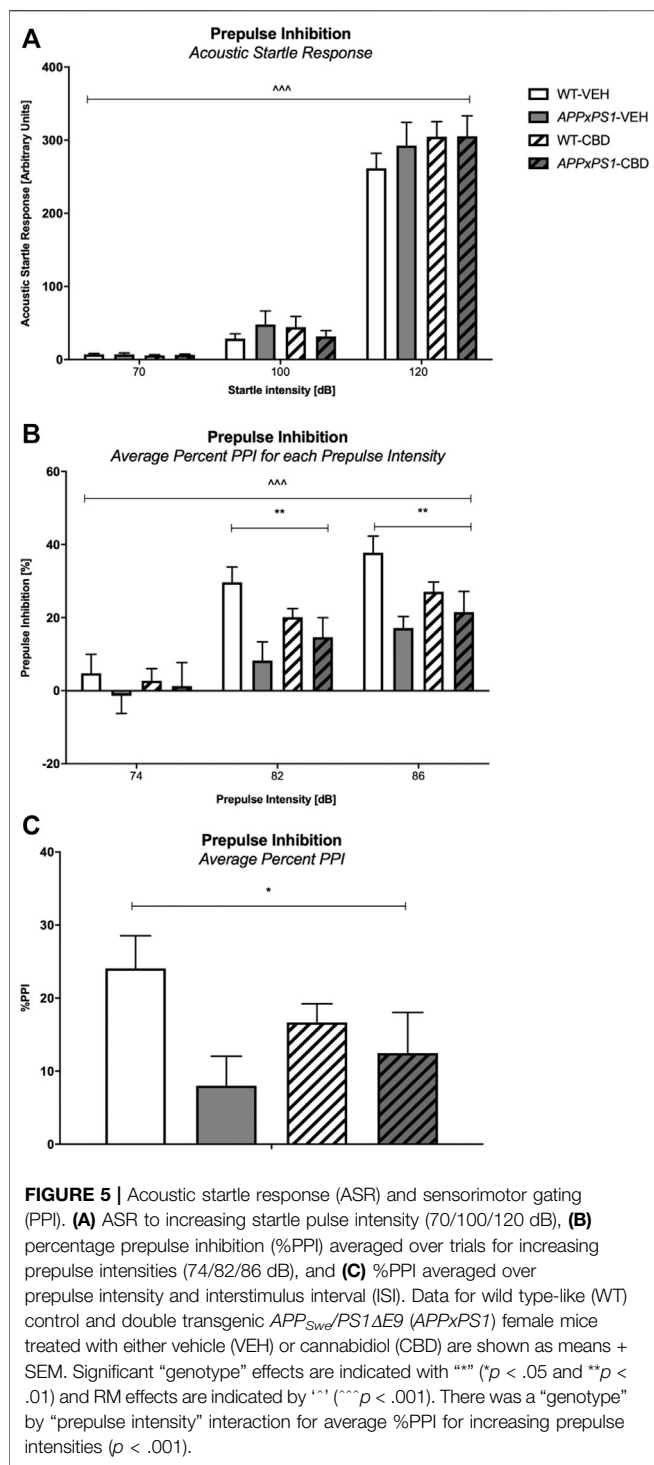 A
Prepulse Inhibition
Acoustic Startle Response
Acoustic Startle Response [Arbitrary Units]
400
300
200
100
0
^^^
70
100
120
Startle intensity [dB]
WT-VEH
APPxPS1-VEH
WT-CBD
APPxPS1-CBD
B
Prepulse Inhibition
Average Percent PPI for each Prepulse Intensity
Prepulse Inhibition [%]
60
40
20
0
-20
^^^
**
**
74
82
86
Prepulse Intensity [dB]
C
Prepulse Inhibition
Average Percent PPI
%PPI
40
30
20
10
0
*
FIGURE 5 | Acoustic startle response (ASR) and sensorimotor gating
(PPI). (A) ASR to increasing startle pulse intensity (70/100/120 dB), (B)
percentage prepulse inhibition (%PPI) averaged over trials for increasing
prepulse intensities (74/82/86 dB), and (C) %PPI averaged over
prepulse intensity and interstimulus interval (ISI). Data for wild type-like (WT)
control and double transgenic APPSwe/PS1ΔE9 (APPxPS1) female mice
treated with either vehicle (VEH) or cannabidiol (CBD) are shown as means +
SEM. Significant “genotype” effects are indicated with “*” (*p < .05 and **p <
.01) and RM effects are indicated by ‘^’ (^^^p < .001). There was a “genotype”
by “prepulse intensity” interaction for average %PPI for increasing prepulse
intensities (p < .001).